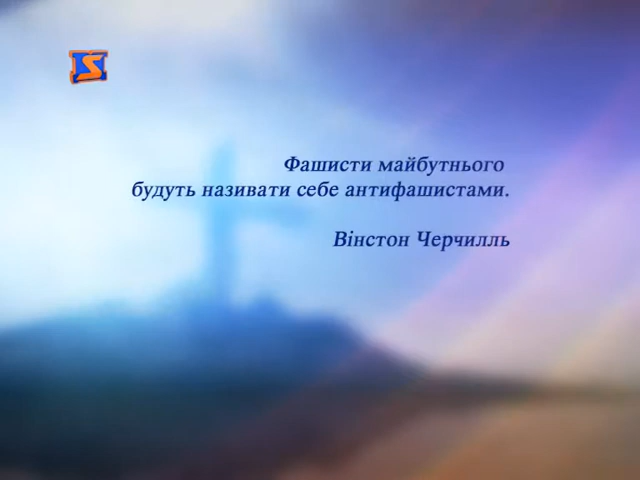 Фашисти майбутнього
будуть називати себе антифашистами.
Вінстон Черчилль